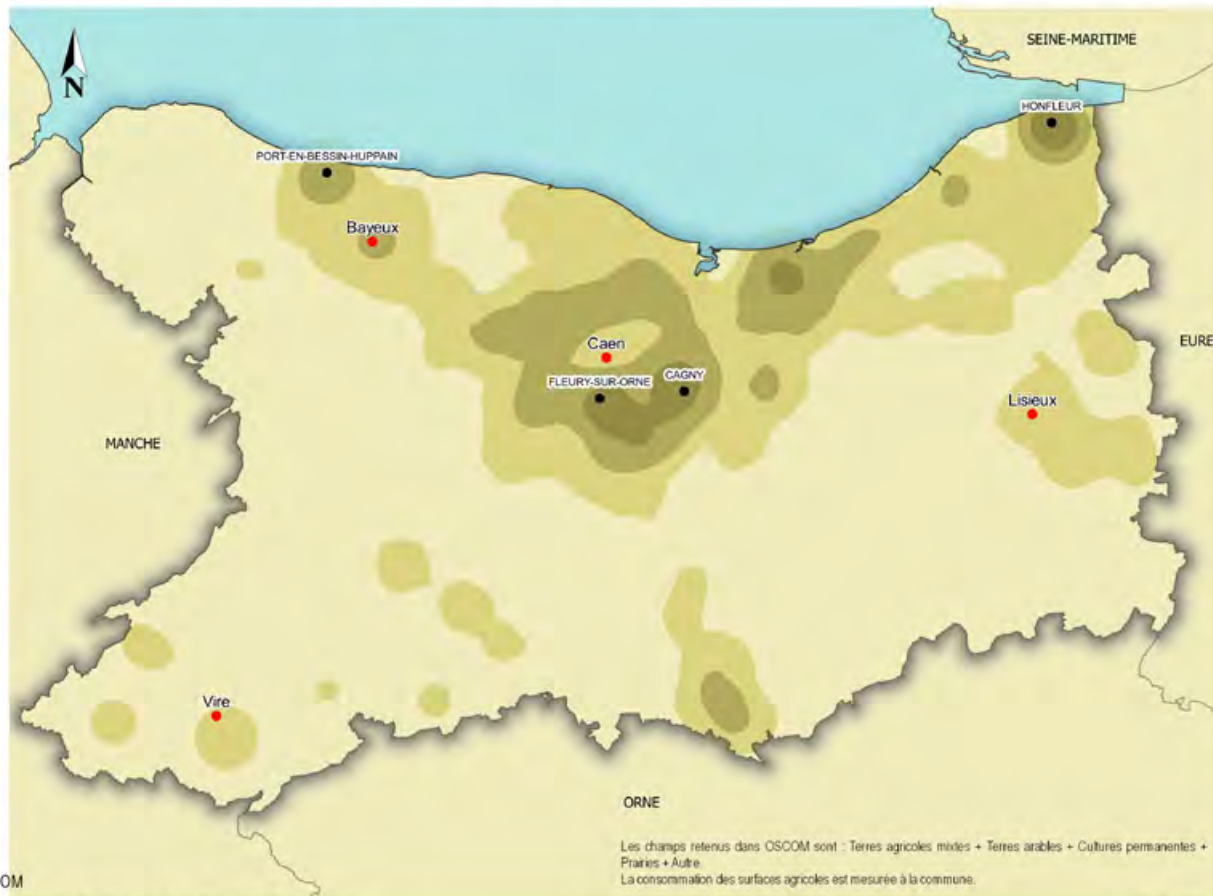 SEINE-MARITIME
N
HONFLEUR
PORT-EN-BESSIN-HUPPAIN
Bayeux
Caen
EURE
FLEURY-SUR-ORNE
CAGNY
Lisieux
MANCHE
Vire
ORNE
Les champs retenus dans OSCOM sont : Terres agricoles mixtes + Terres arables + Cultures permanentes +
Prairies + Autre.
La consommation des surfaces agricoles est mesurée à la commune.
OM